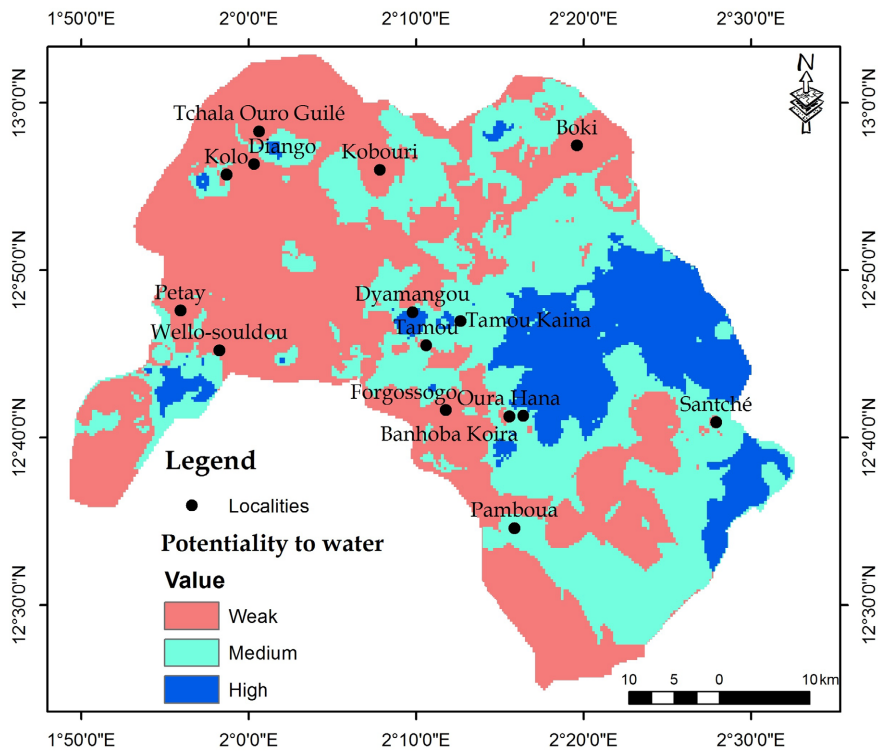 1°50'0"E 2°0'0"E 2°10'0"E 2°20'0"E 2°30'0"E
N
13°0'0"N 13°0'0"N
Tchala Ouro Guilé
Boki
Diango
Kolo
Kobouri
12°50'0"N 12°50'0"N
Petay
Dyamangou
Tamou Kaina
Tamou
Wello-souldou
Forgossogo
Oura Hana
Santché
Banhoba Koira
12°40'0"N 12°40'0"N
Legend
Localities
Pamboua
Potentiality to water
Value
Weak
Medium
High
12°30'0"N 12°30'0"N
10 5 0 10 km
1°50'0"E 2°0'0"E 2°10'0"E 2°20'0"E 2°30'0"E